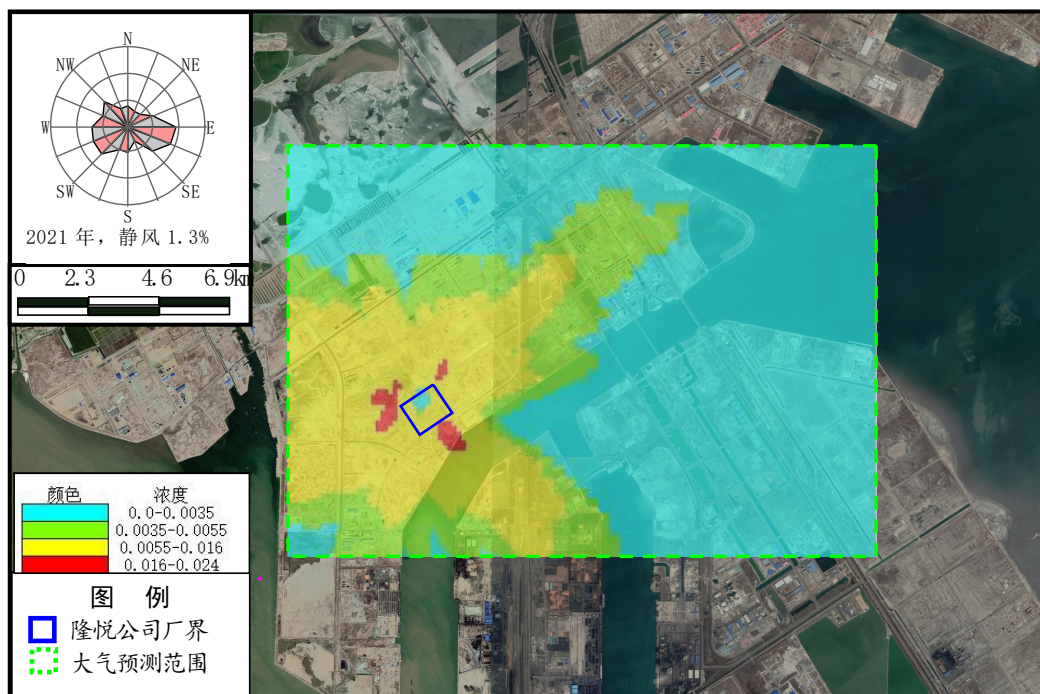 N
NW
NE
W
E
SW
SE
S
2021 年，静风 1.3%
0 2.3 4.6 6.9km
颜色 浓度
0.0-0.0035
0.0035-0.0055
0.0055-0.016
0.016-0.024
图 例
隆悦公司厂界
大气预测范围